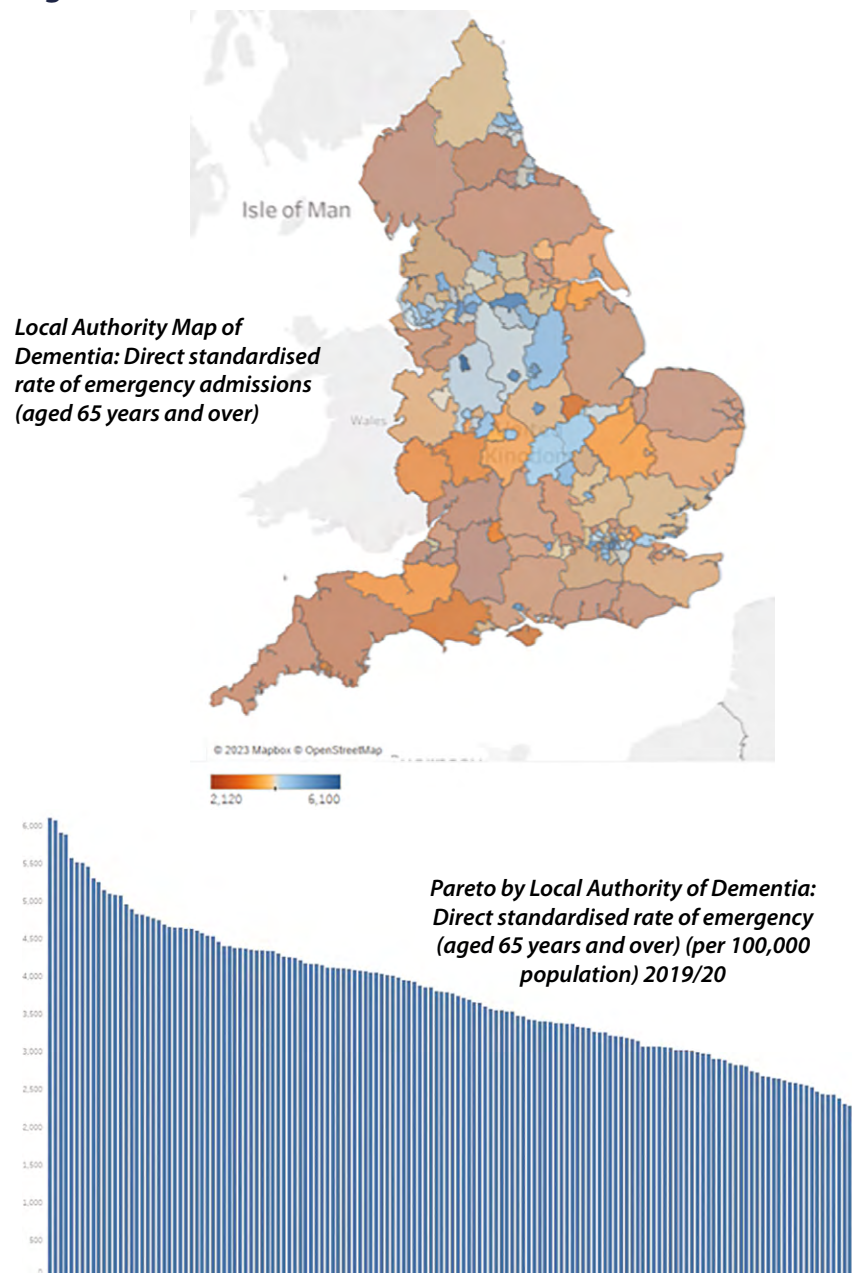 Isle of Man
Local Authority Map of
Dementia: Direct standardised
rate of emergency admissions
(aged 65 years and over)
Wales
United
Kingdom
© 2023 Mapbox © OpenStreetMap
2,120 6,100
Pareto by Local Authority of Dementia:
Direct standardised rate of emergency
(aged 65 years and over) (per 100,000
population) 2019/20
6,000
5,500
5,000
4,500
4,000
3,500
3,000
2,500
2,000
1,500
1,000
500
0